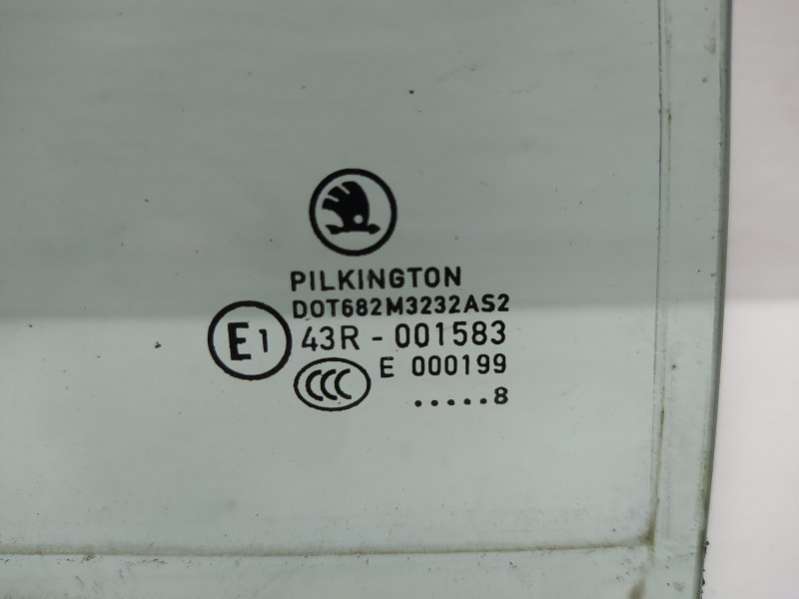 PILKINGTON
DOT682M3232AS2
E1 43R - 001583
CCC E 000199
.....8